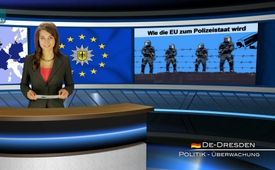 Wie die EU zum Polizeistaat wird
De-Dresden
Politik - Überwachung